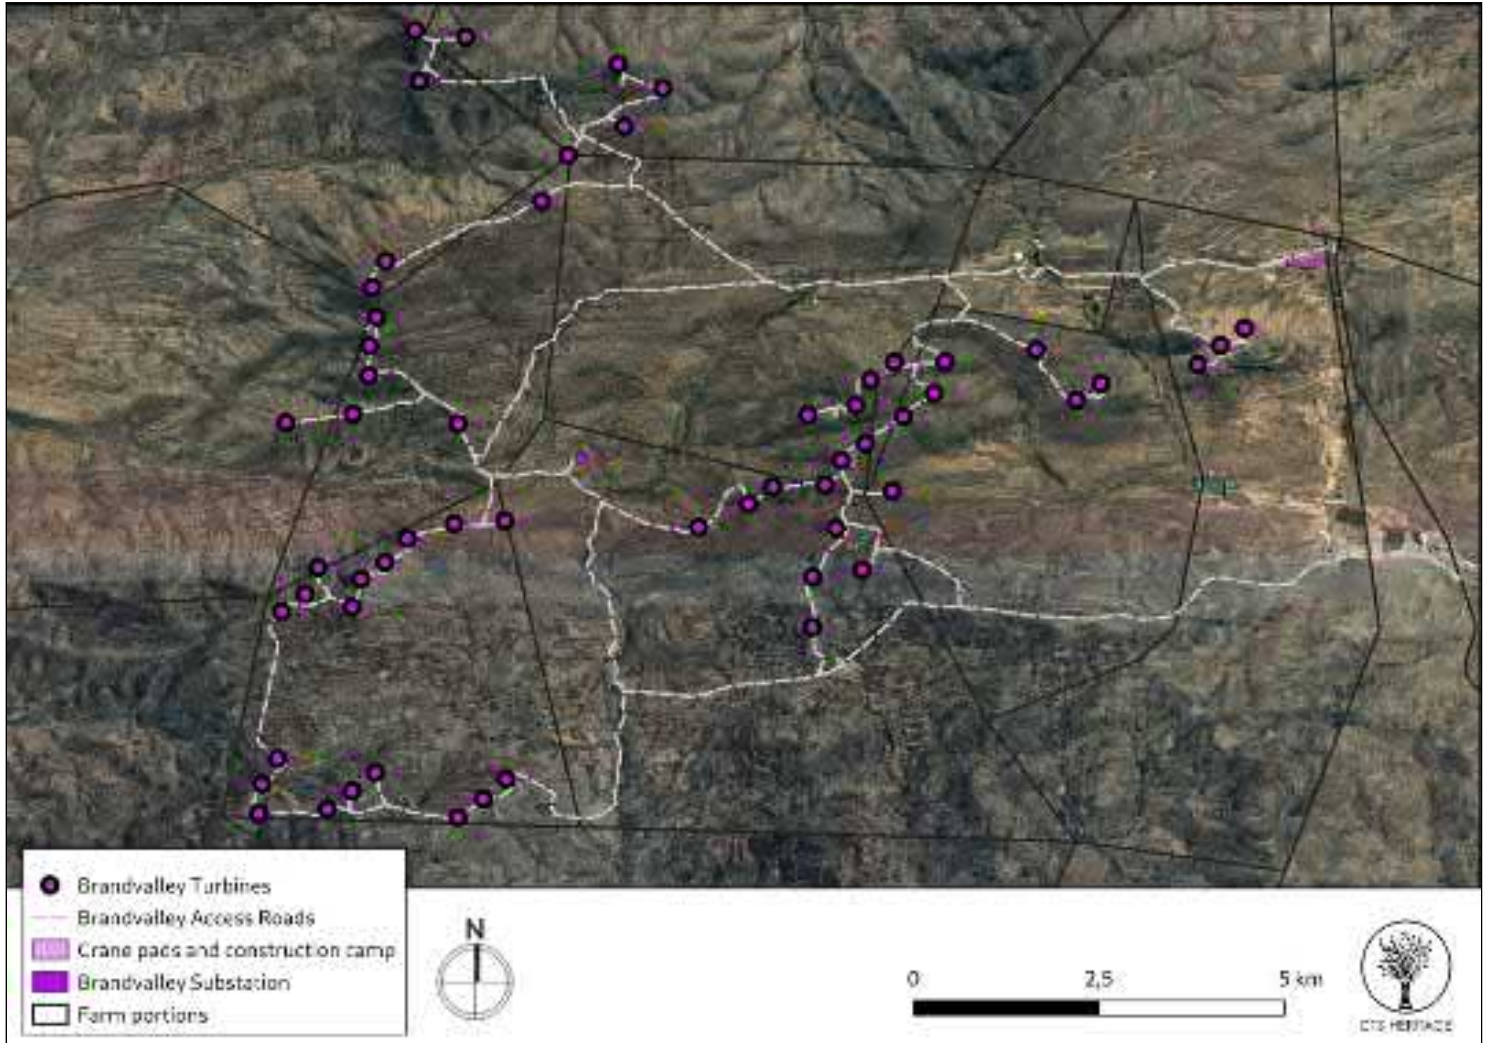 Brandvalley Turbines
Brandvalley Access Roads
Crane pads and construction camp
Brandvalley Substation
Farm portions
N
0 2,5 5 km
CTS HERITAGE